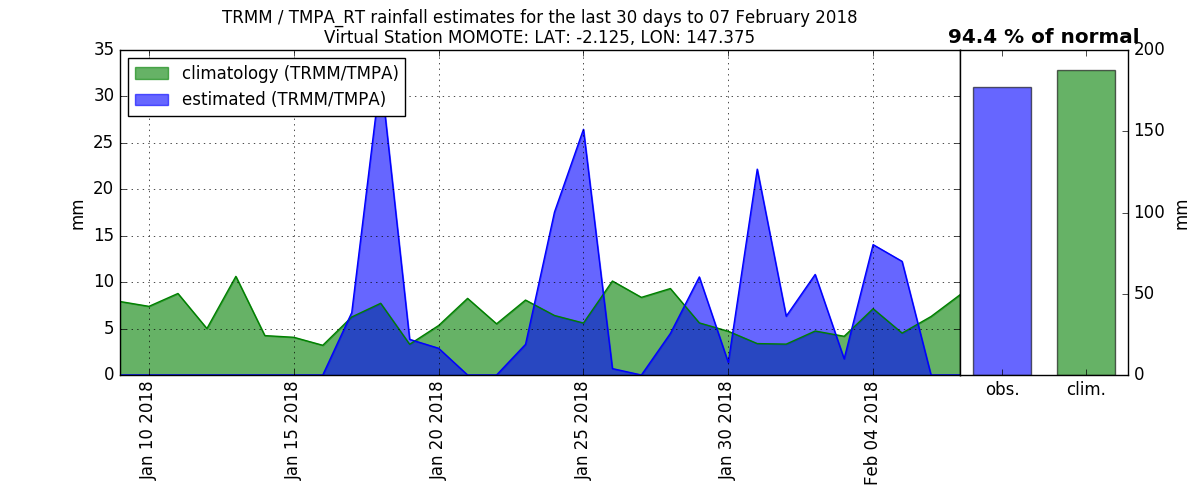 TRMM / TMPA_RT rainfall estimates for the last 30 days to 07 February 2018
Virtual Station MOMOTE: LAT: -2.125, LON: 147.375
94.4 % of normal
climatology (TRMM/TMPA)
estimated (TRMM/TMPA)
35
30
25
20
15
10
5
0
mm
Jan 10 2018
Jan 15 2018
Jan 20 2018
Jan 25 2018
Jan 30 2018
Feb 04 2018
obs.
clim.
200
150
100
50
0
mm